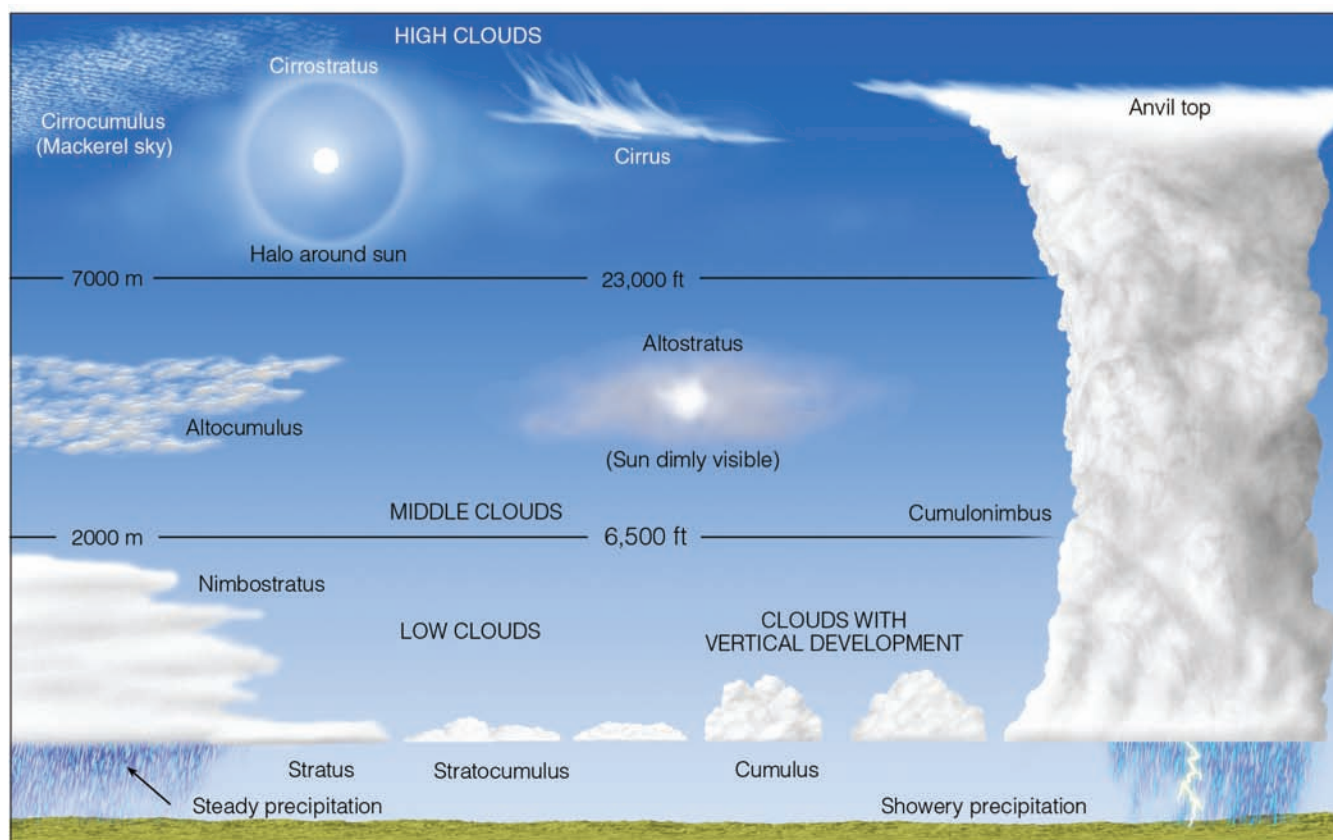 HIGH CLOUDS
Cirrostratus
Cirrocumulus
(Mackerel sky)
Cirrus
Anvil top
Halo around sun
7000 m
23,000 ft
Altostratus
Altocumulus
(Sun dimly visible)
MIDDLE CLOUDS
Cumulonimbus
2000 m
6,500 ft
Nimbostratus
LOW CLOUDS
CLOUDS WITH
VERTICAL DEVELOPMENT
Stratus
Stratocumulus
Cumulus
Steady precipitation
Showery precipitation